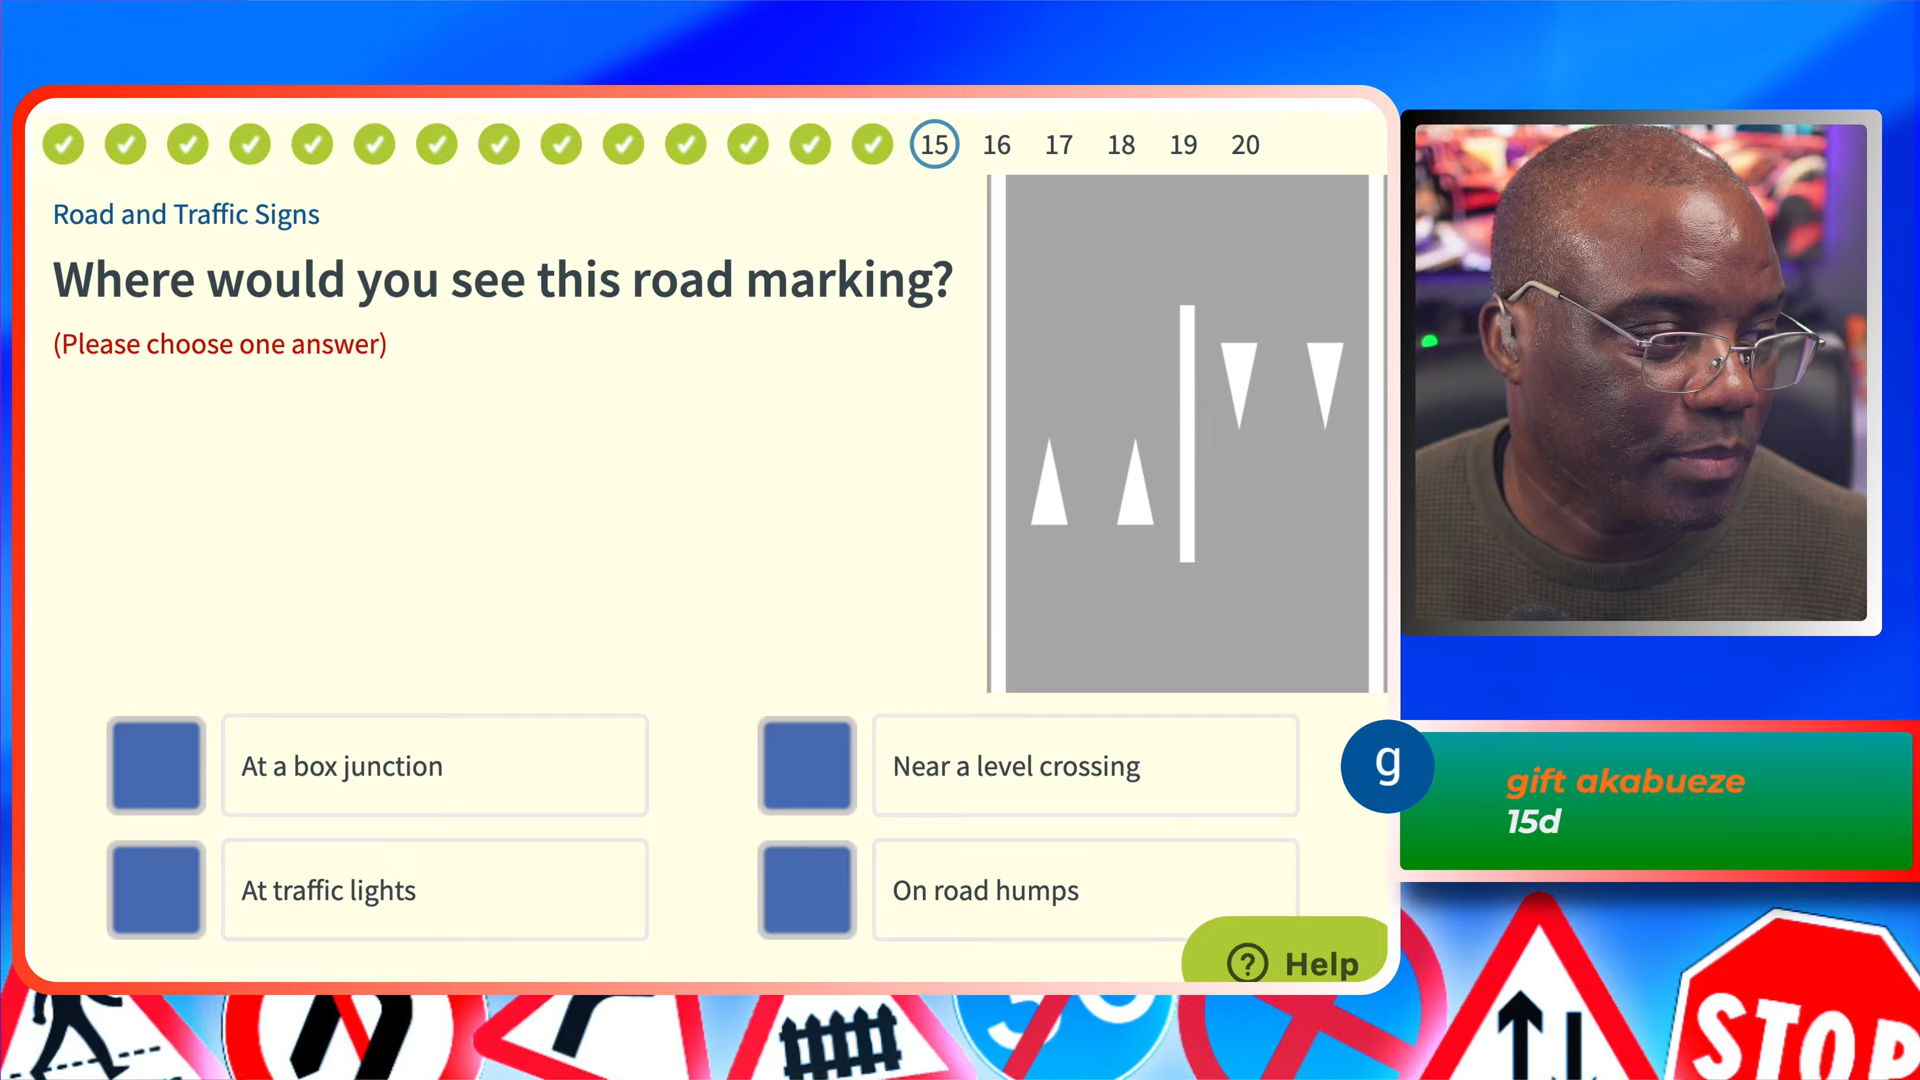 15 16 17 18 19 20
Road and Traffic Signs
Where would you see this road marking?
(Please choose one answer)
At a box junction
Near a level crossing
At traffic lights
On road humps
? Help
g
gift akabueze
15d
STOP